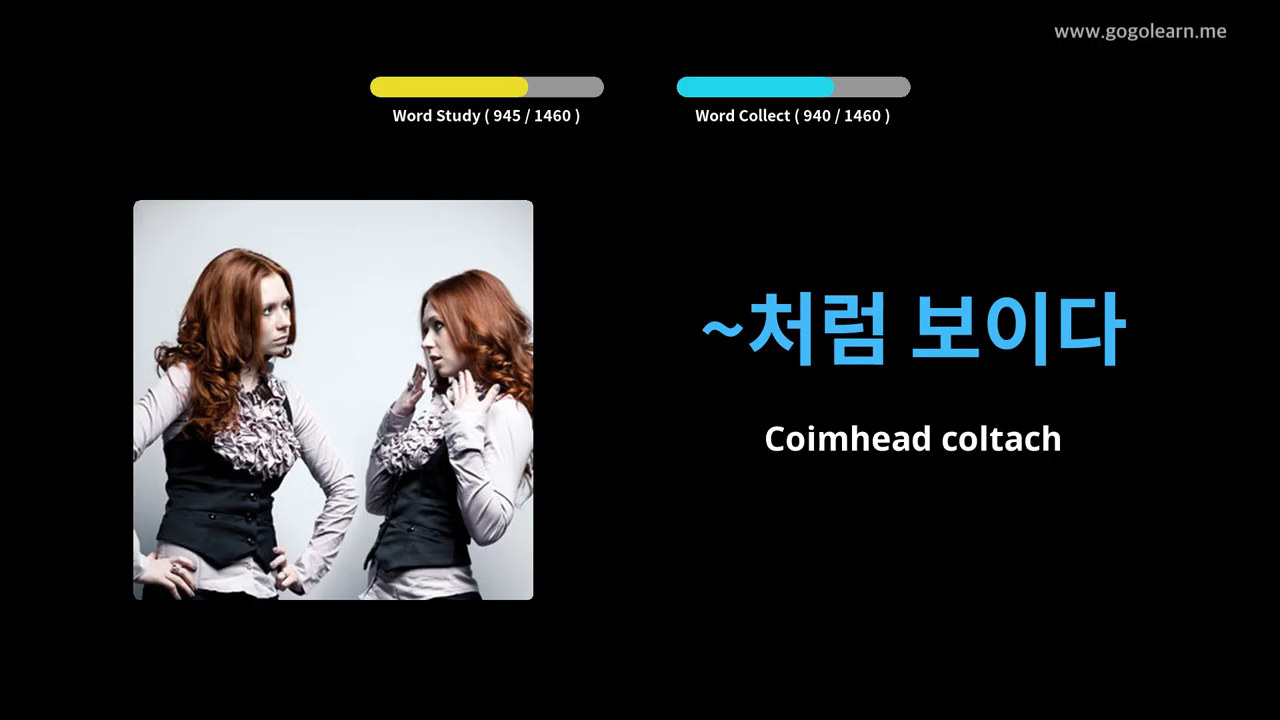 www.gogolearn.me
Word Study ( 945 / 1460 )
Word Collect ( 940 / 1460 )
~처럼 보이다
Coimhead coltach